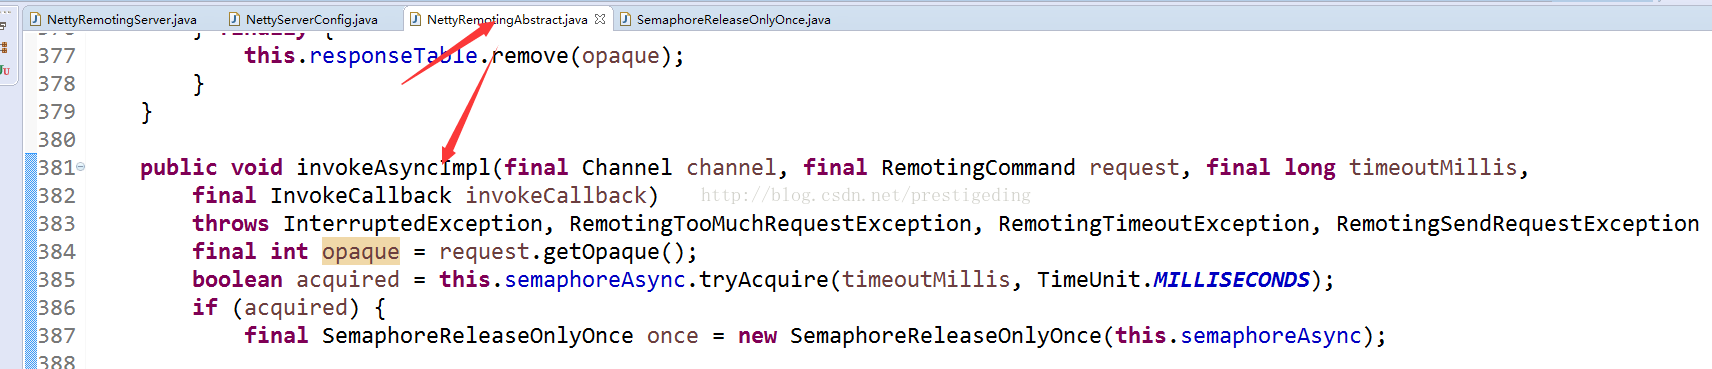 NettyRemotingServer.java NettyServerConfig.java NettyRemotingAbstract.java SemaphoreReleaseOnlyOnce.java
376 } finally {
377 this.responseTable.remove(opaque);
378 }
379 }
380
381 public void invokeAsyncImpl(final Channel channel, final RemotingCommand request, final long timeoutMillis,
382 final InvokeCallback invokeCallback)
http://blog.csdn.net/prestigeding
383 throws InterruptedException, RemotingTooMuchRequestException, RemotingTimeoutException, RemotingSendRequestException
384 final int opaque = request.getOpaque();
385 boolean acquired = this.semaphoreAsync.tryAcquire(timeoutMillis, TimeUnit.MILLISECONDS);
386 if (acquired) {
387 final SemaphoreReleaseOnlyOnce once = new SemaphoreReleaseOnlyOnce(this.semaphoreAsync);
388